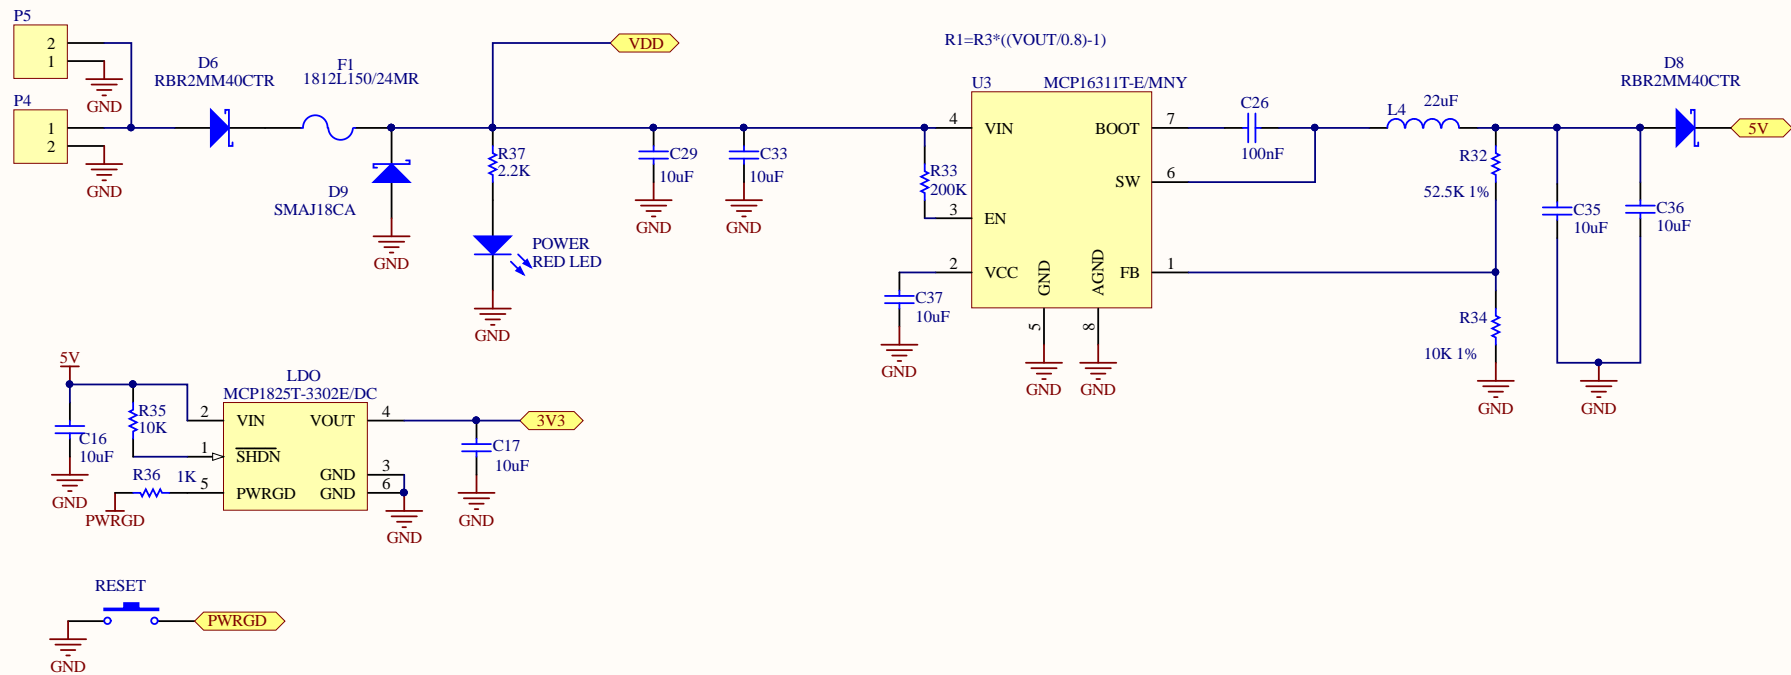 P5
2
1
GND
P4
1
2
GND
D6
RBR2MM40CTR
F1
1812L150/24MR
D9
SMAJ18CA
GND
VDD
R37
2.2K
POWER
RED LED
GND
C29
10uF
GND
C33
10uF
GND
R1=R3*((VOUT/0.8)-1)
U3
MCP16311T-E/MNY
4
VIN
BOOT
7
R33
200K
SW
6
3
EN
2
VCC
GND
AGND
FB
1
C37
10uF
GND
5
8
GND
GND
C26
100nF
L4
22uF
R32
52.5K 1%
R34
10K 1%
GND
C35
10uF
C36
10uF
GND
D8
RBR2MM40CTR
5V
5V
LDO
MCP1825T-3302E/DC
R35
10K
2
VIN
VOUT
4
3V3
C16
10uF
GND
1
SHDN
C17
10uF
GND
R36
1K
5
PWRGD
GND
3
GND
6
PWRGD
GND
RESET
PWRGD
GND